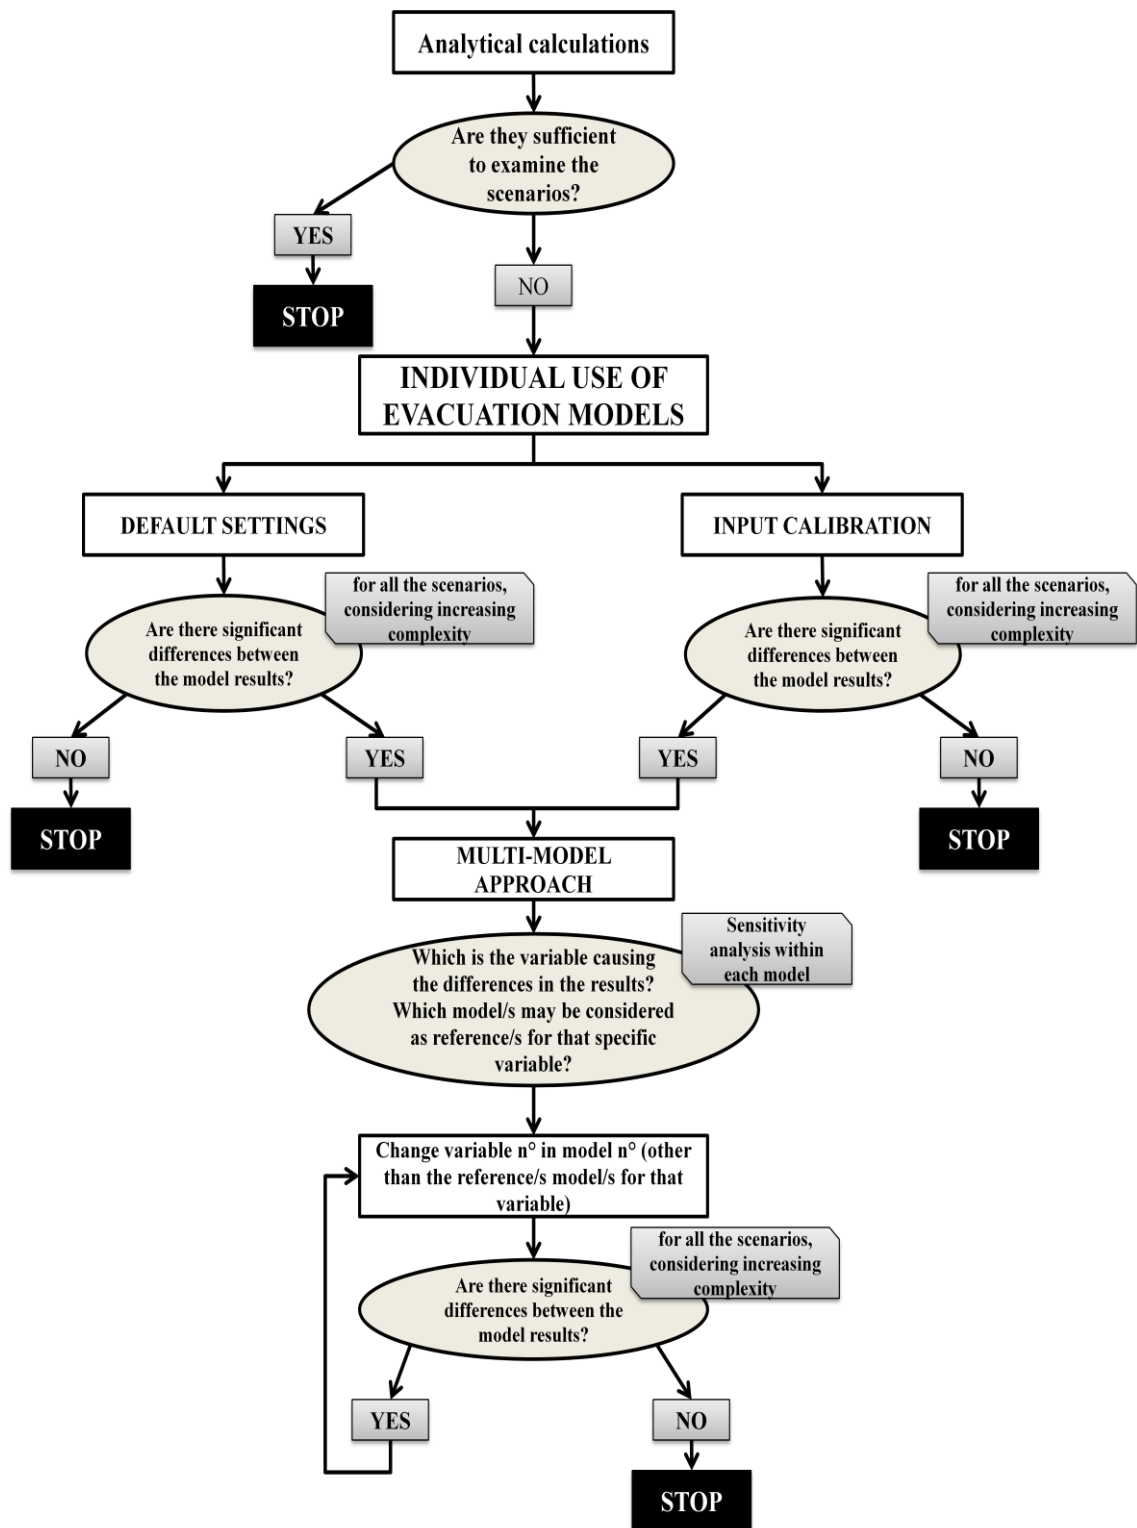 Analytical calculations
Are they sufficient
to examine the
scenarios?
YES
NO
STOP
INDIVIDUAL USE OF
EVACUATION MODELS
DEFAULT SETTINGS
INPUT CALIBRATION
for all the scenarios,
considering increasing
complexity
Are there significant
differences between
the model results?
for all the scenarios,
considering increasing
complexity
Are there significant
differences between
the model results?
NO
YES
YES
NO
STOP
STOP
MULTI-MODEL
APPROACH
Sensitivity
analysis within
each model
Which is the variable causing
the differences in the results?
Which model/s may be considered
as reference/s for that specific
variable?
Change variable n° in model n° (other
than the reference/s model/s for that
variable)
for all the scenarios,
considering increasing
complexity
Are there significant
differences between the
model results?
YES
NO
STOP